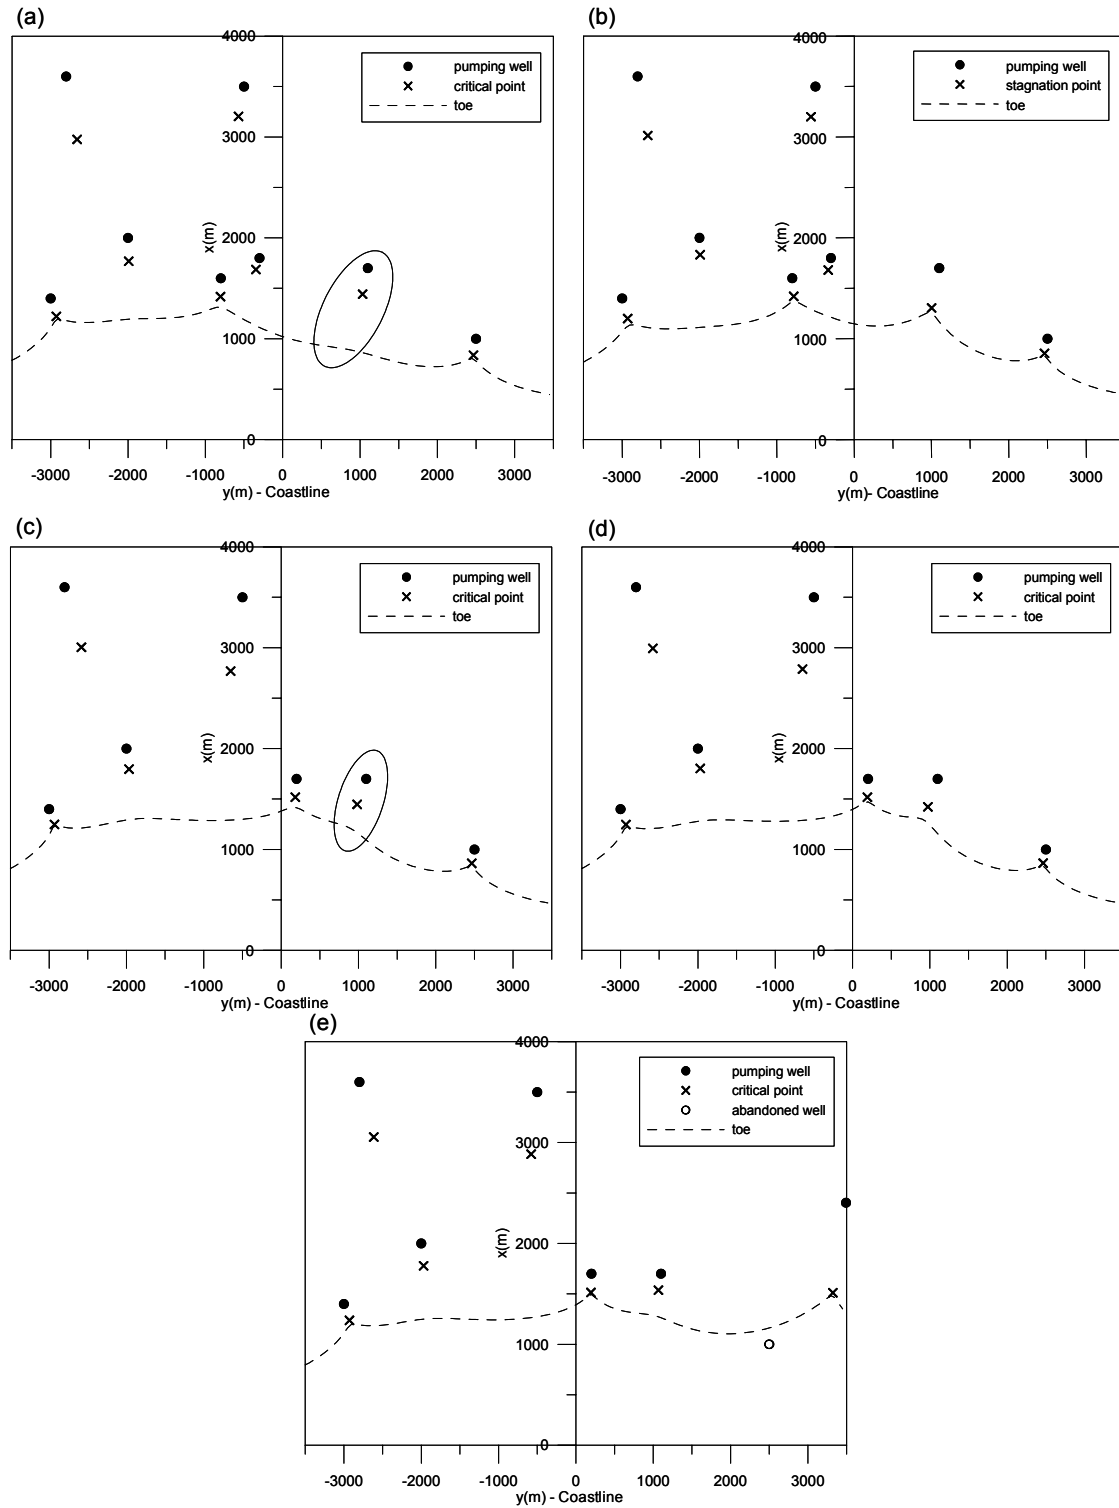 (a)
4000
3000
2000
1000
0
x(m)
pumping well
critical point
toe
-3000 -2000 -1000 0 1000 2000 3000
y(m) - Coastline
(b)
4000
3000
2000
1000
0
x(m)
pumping well
stagnation point
toe
-3000 -2000 -1000 0 1000 2000 3000
y(m)- Coastline
(c)
4000
3000
2000
1000
0
x(m)
pumping well
critical point
toe
-3000 -2000 -1000 0 1000 2000 3000
y(m) - Coastline
(d)
4000
3000
2000
1000
0
x(m)
pumping well
critical point
toe
-3000 -2000 -1000 0 1000 2000 3000
y(m) - Coastline
(e)
4000
3000
2000
1000
0
x(m)
pumping well
critical point
abandoned well
toe
-3000 -2000 -1000 0 1000 2000 3000
y(m) - Coastline